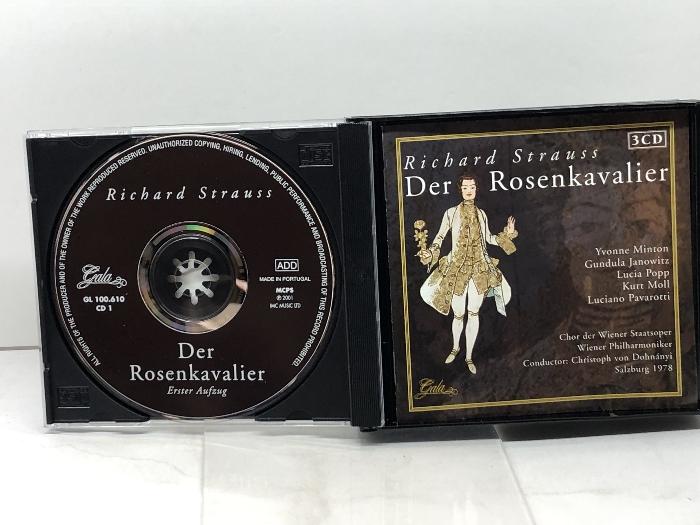 ALL RIGHTS OF THE PRODUCER AND OF THE OWNER OF THE WORK REPRODUCED RESERVED. UNAUTHORIZED COPYING, HIRING, LENDING, PUBLIC PERFORMANCE AND BROADCASTING OF THIS RECORD PROHIBITED.
Richard Strauss
Gala
GL 100.610
CD 1
ADD
MADE IN PORTUGAL
MCPS
℗ 2001
IMC MUSIC LTD
Der
Rosenkavalier
Erster Aufzug
3CD
Richard Strauss
Der Rosenkavalier
Yvonne Minton
Gundula Janowitz
Lucia Popp
Kurt Moll
Luciano Pavarotti
Chor der Wiener Staatsoper
Wiener Philharmoniker
Conductor: Christoph von Dohnányi
Salzburg 1978
Gala